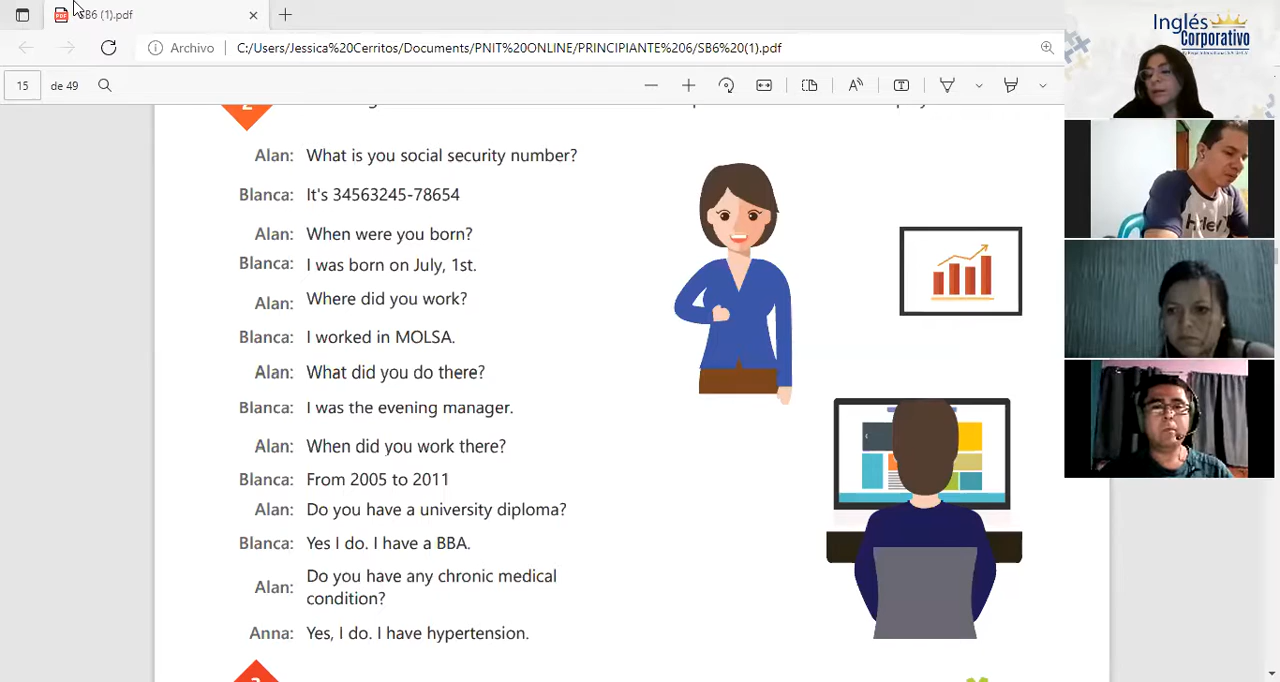 SB6 (1).pdf
Archivo
C:/Users/Jessica%20Cerritos/Documents/PNIT%20ONLINE/PRINCIPIANTE%206/SB6%20(1).pdf
15 de 49
Alan: What is you social security number?
Blanca: It's 34563245-78654
Alan: When were you born?
Blanca: I was born on July, 1st.
Alan: Where did you work?
Blanca: I worked in MOLSA.
Alan: What did you do there?
Blanca: I was the evening manager.
Alan: When did you work there?
Blanca: From 2005 to 2011
Alan: Do you have a university diploma?
Blanca: Yes I do. I have a BBA.
Alan: Do you have any chronic medical
condition?
Anna: Yes, I do. I have hypertension.
Inglés
Corporativo